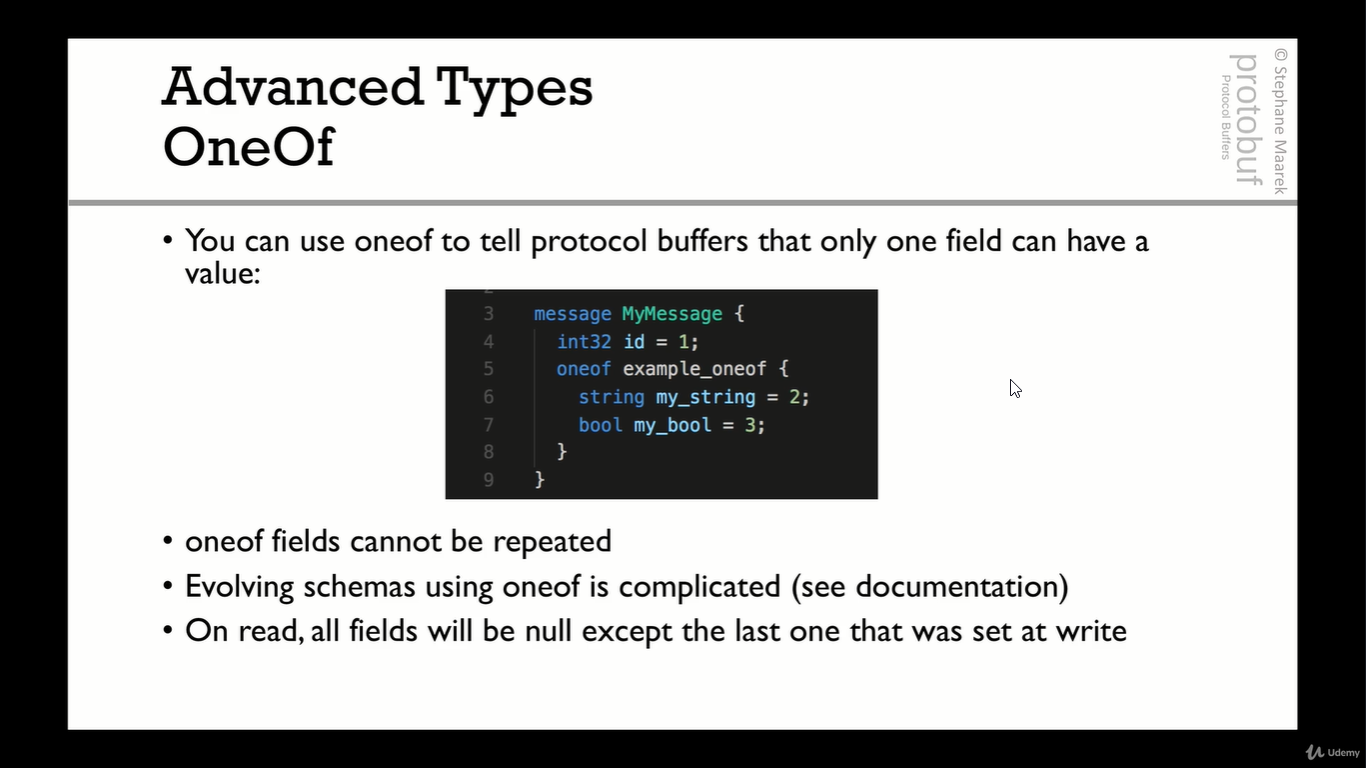 Advanced Types
OneOf
© Stephane Maarek
protobuf
Protocol Buffers
• You can use oneof to tell protocol buffers that only one field can have a
value:
3 message MyMessage {
4 int32 id = 1;
5 oneof example_oneof {
6 string my_string = 2;
7 bool my_bool = 3;
8 }
9 }
• oneof fields cannot be repeated
• Evolving schemas using oneof is complicated (see documentation)
• On read, all fields will be null except the last one that was set at write
Udemy